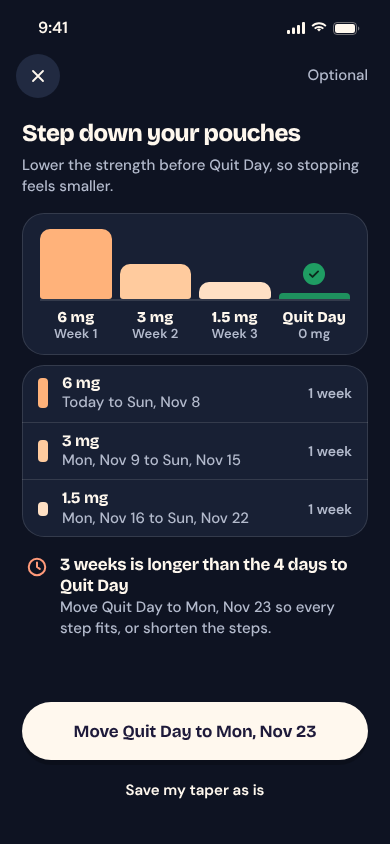 9:41
Optional
Step down your pouches
Lower the strength before Quit Day, so stopping
feels smaller.
6 mg
Week 1
3 mg
Week 2
1.5 mg
Week 3
Quit Day
0 mg
6 mg
Today to Sun, Nov 8
1 week
3 mg
Mon, Nov 9 to Sun, Nov 15
1 week
1.5 mg
Mon, Nov 16 to Sun, Nov 22
1 week
3 weeks is longer than the 4 days to
Quit Day
Move Quit Day to Mon, Nov 23 so every
step fits, or shorten the steps.
Move Quit Day to Mon, Nov 23
Save my taper as is